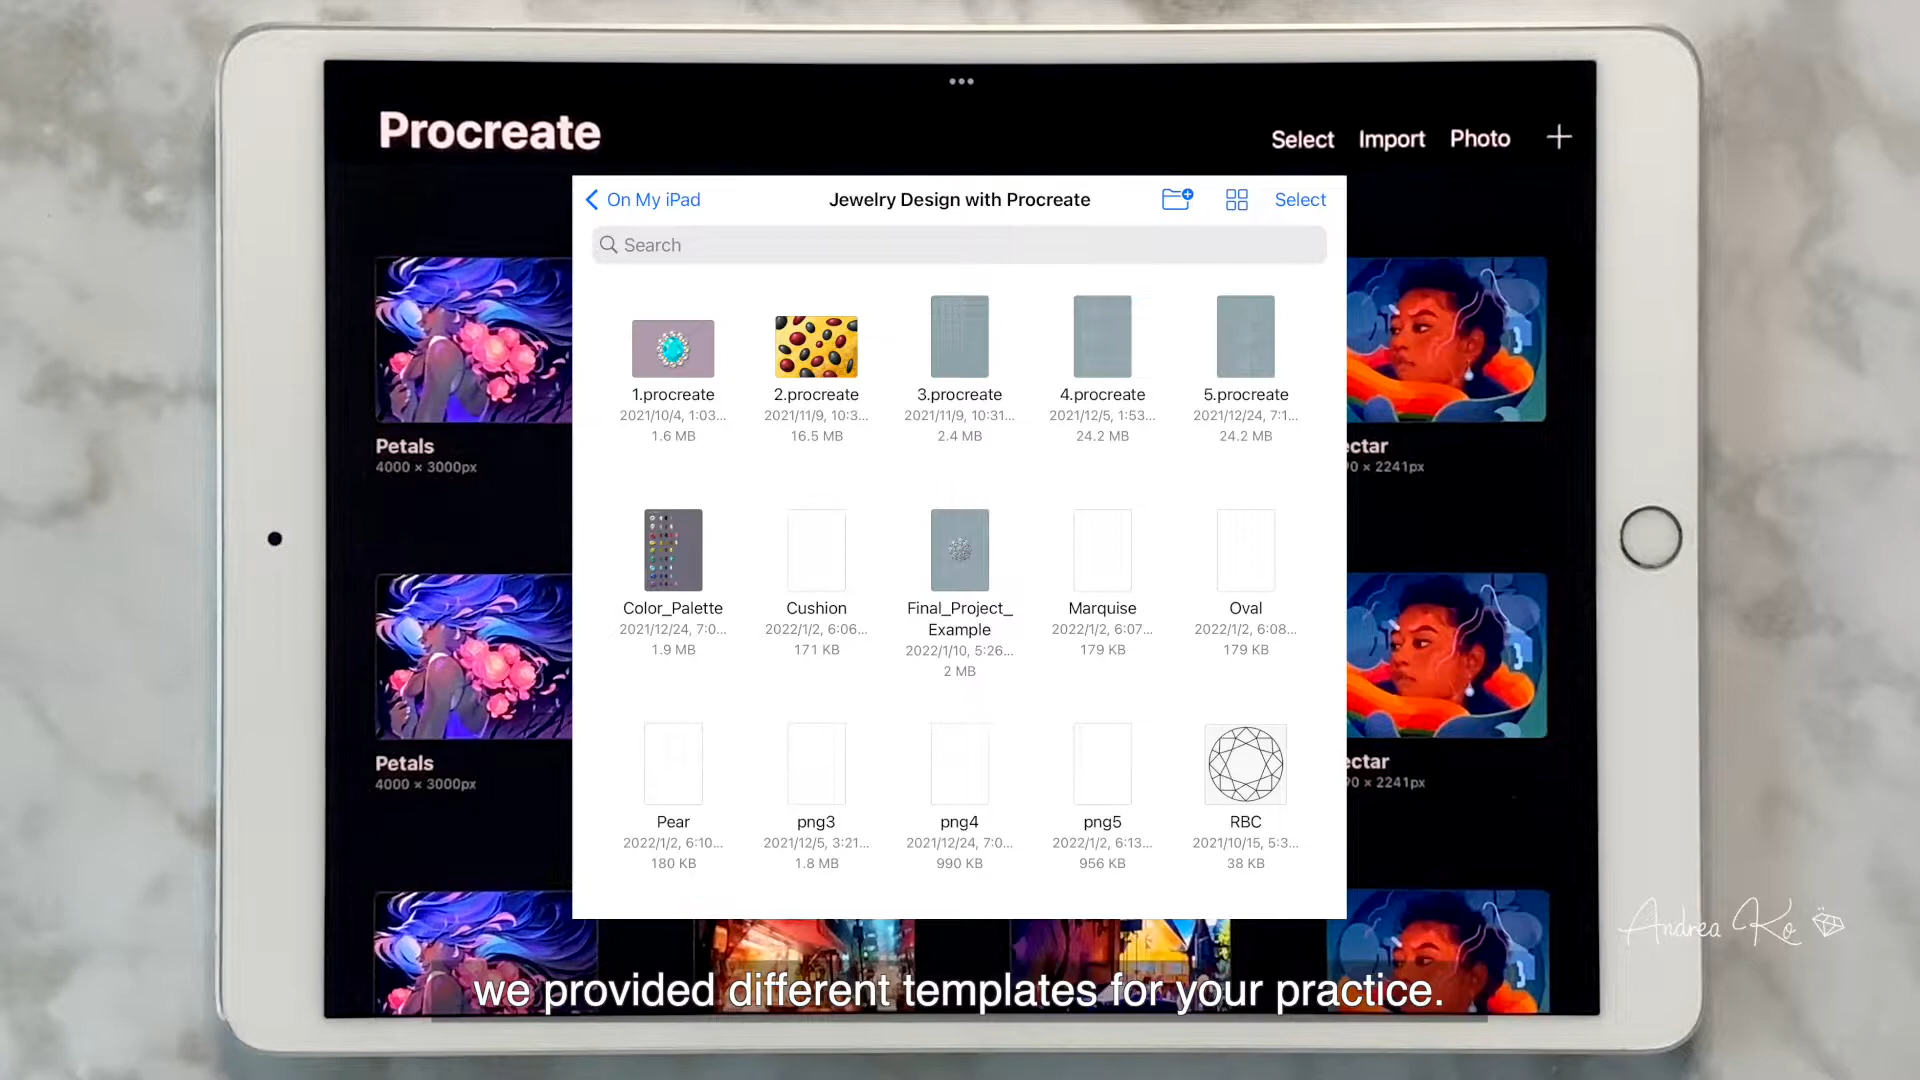 Procreate
Select Import Photo
On My iPad
Jewelry Design with Procreate
Select
Search
1.procreate
2021/10/4, 1:03...
1.6 MB
2.procreate
2021/11/9, 10:3...
16.5 MB
3.procreate
2021/11/9, 10:31...
2.4 MB
4.procreate
2021/12/5, 1:53...
24.2 MB
5.procreate
2021/12/24, 7:1...
24.2 MB
Petals
4000 × 3000px
ectar
0 × 2241px
Color_Palette
2021/12/24, 7:0...
1.9 MB
Cushion
2022/1/2, 6:06...
171 KB
Final_Project_
Example
2022/1/10, 5:26...
2 MB
Marquise
2022/1/2, 6:07...
179 KB
Oval
2022/1/2, 6:08...
179 KB
Petals
4000 × 3000px
ectar
0 × 2241px
Pear
2022/1/2, 6:10...
180 KB
png3
2021/12/5, 3:21...
1.8 MB
png4
2021/12/24, 7:0...
990 KB
png5
2022/1/2, 6:13...
956 KB
RBC
2021/10/15, 5:3...
38 KB
Andrea Ko
we provided different templates for your practice.